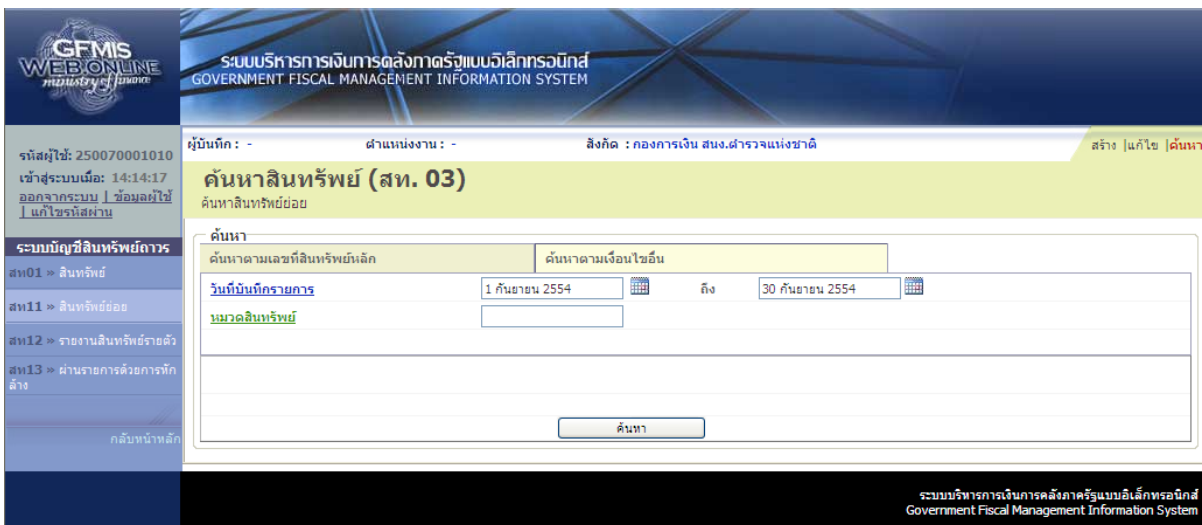 GFMIS
WEB ONLINE
ministry of finance
ระบบบริหารการเงินการคลังภาครัฐแบบอิเล็กทรอนิกส์
GOVERNMENT FISCAL MANAGEMENT INFORMATION SYSTEM
รหัสผู้ใช้: 250070001010
เข้าสู่ระบบเมื่อ: 14:14:17
ออกจากระบบ | ข้อมูลผู้ใช้
| แก้ไขรหัสผ่าน
ผู้บันทึก : - ตำแหน่งงาน : - สังกัด : กองการเงิน สนง.ตำรวจแห่งชาติ สร้าง |แก้ไข |ค้นหา
ค้นหาสินทรัพย์ (สท. 03)
ค้นหาสินทรัพย์ย่อย
ระบบบัญชีสินทรัพย์ถาวร
สท01 » สินทรัพย์
สท11 » สินทรัพย์ย่อย
สท12 » รายงานสินทรัพย์รายตัว
สท13 » ผ่านรายการด้วยการหัก
ล้าง
กลับหน้าหลัก
ค้นหา
ค้นหาตามเลขที่สินทรัพย์หลัก ค้นหาตามเงื่อนไขอื่น
วันที่บันทึกรายการ 1 กันยายน 2554 ถึง 30 กันยายน 2554
หมวดสินทรัพย์
ค้นหา
ระบบบริหารการเงินการคลังภาครัฐแบบอิเล็กทรอนิกส์
Government Fiscal Management Information System